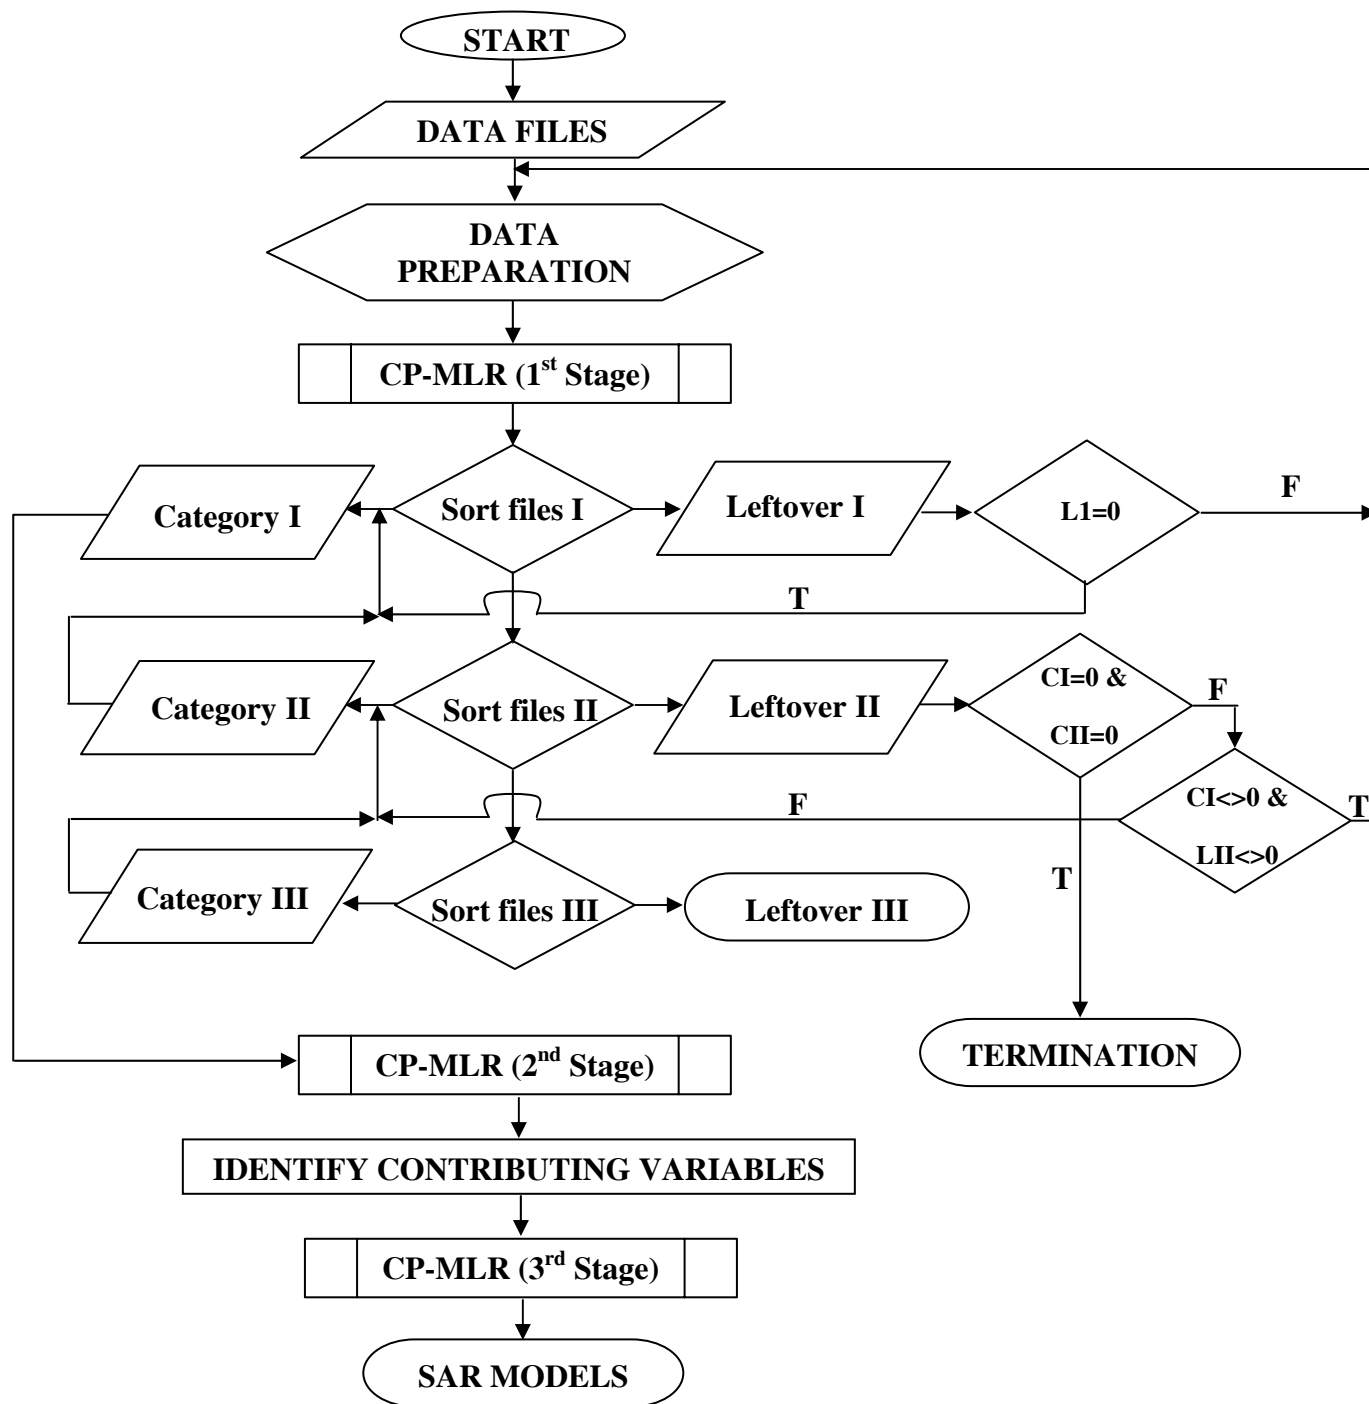 START
DATA FILES
DATA
PREPARATION
CP-MLR (1st Stage)
Category I
Sort files I
Leftover I
L1=0
F
T
Category II
Sort files II
Leftover II
CI=0 &
CII=0
F
CI<>0 &
LII<>0
T
F
T
Category III
Sort files III
Leftover III
CP-MLR (2nd Stage)
TERMINATION
IDENTIFY CONTRIBUTING VARIABLES
CP-MLR (3rd Stage)
SAR MODELS